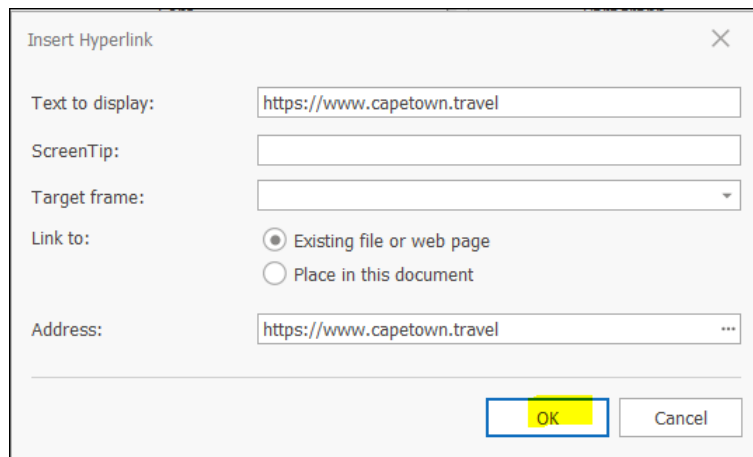 Insert Hyperlink
Text to display: https://www.capetown.travel
ScreenTip:
Target frame:
Link to: Existing file or web page
Place in this document
Address: https://www.capetown.travel ...
OK Cancel